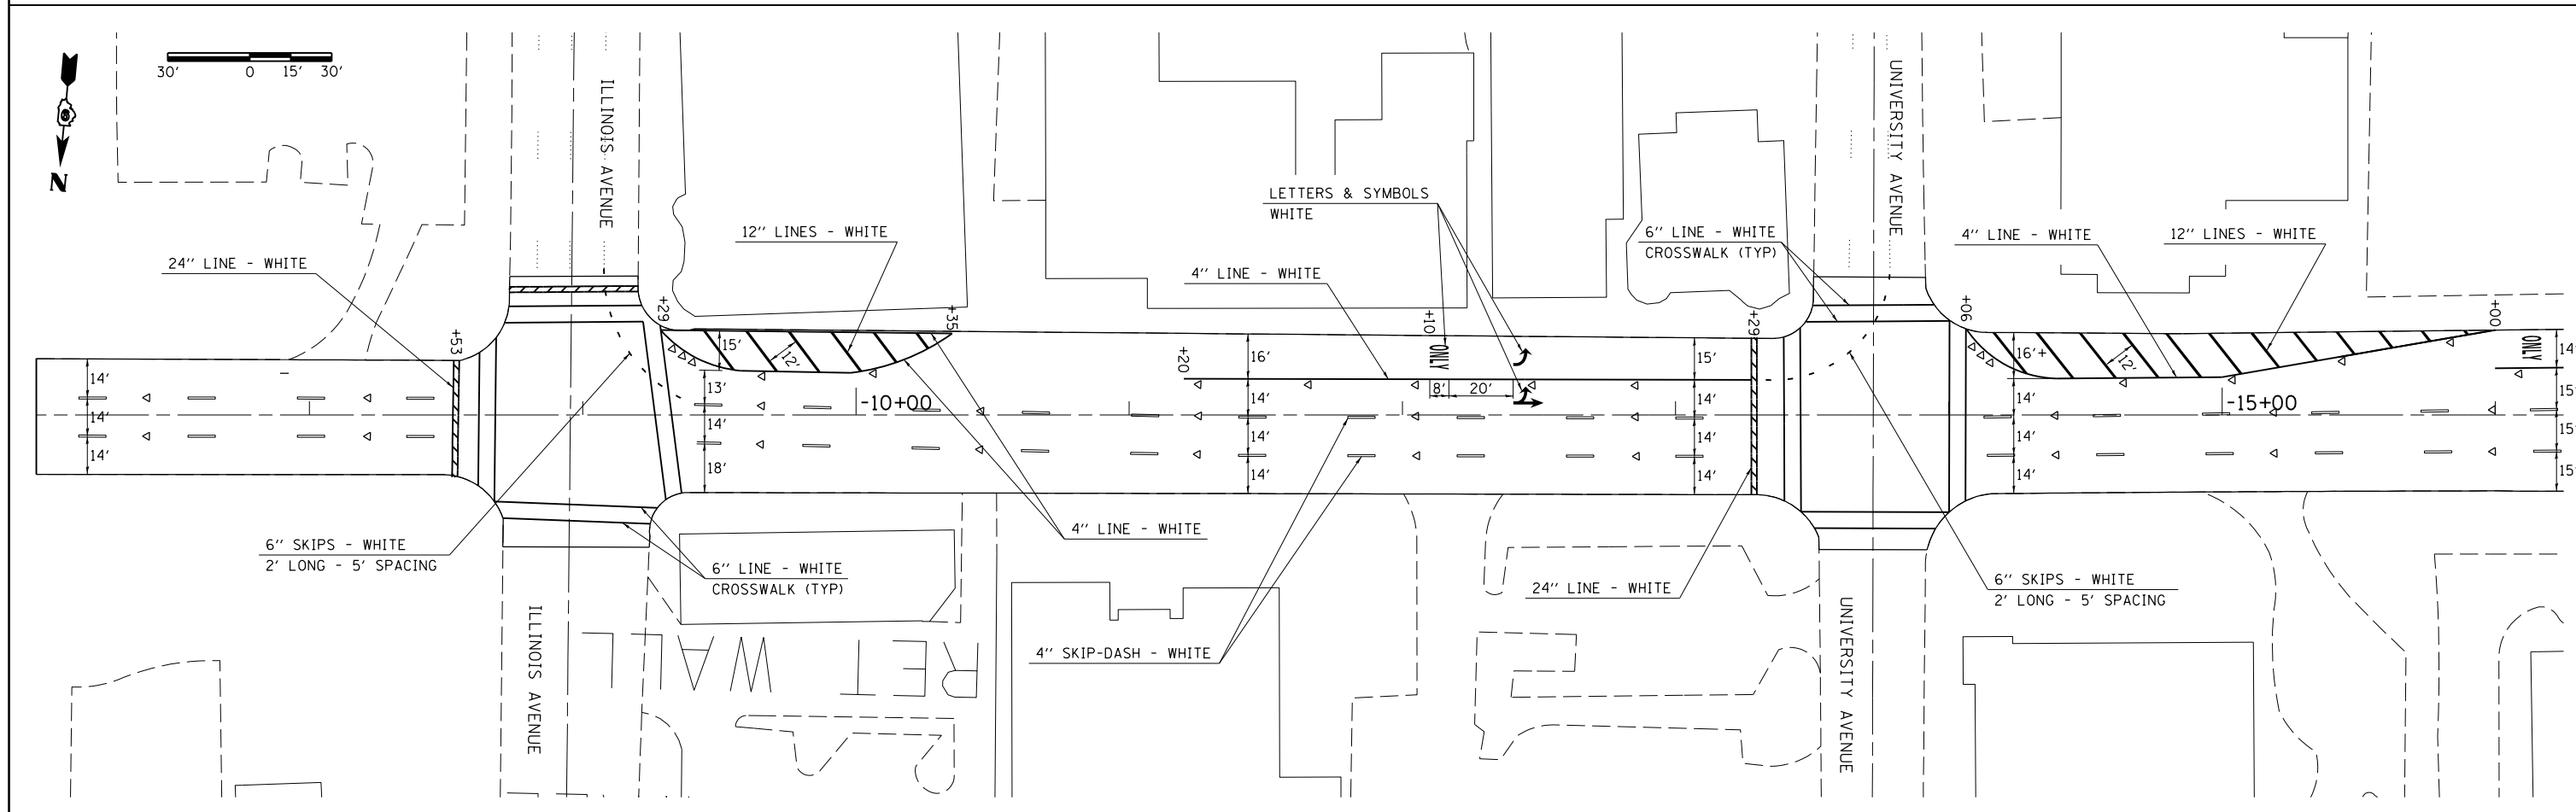 30' 0 15' 30'
N
ILLINOIS AVENUE
UNIVERSITY AVENUE
LETTERS & SYMBOLS
WHITE
12'' LINES - WHITE
6'' LINE - WHITE
CROSSWALK (TYP)
4'' LINE - WHITE
12'' LINES - WHITE
24'' LINE - WHITE
4'' LINE - WHITE
+53
+29
+35
+20
+10
+29
+06
+00
ONLY
ONLY
14'
14'
14'
15'
12'
13'
14'
18'
-10+00
16'
14'
14'
14'
8'
20'
15'
14'
14'
14'
16'+
12'
14'
14'
14'
-15+00
14'
15'
15'
15'
4'' LINE - WHITE
6'' SKIPS - WHITE
2' LONG - 5' SPACING
6'' LINE - WHITE
CROSSWALK (TYP)
24'' LINE - WHITE
6'' SKIPS - WHITE
2' LONG - 5' SPACING
4'' SKIP-DASH - WHITE
ILLINOIS AVENUE
UNIVERSITY AVENUE